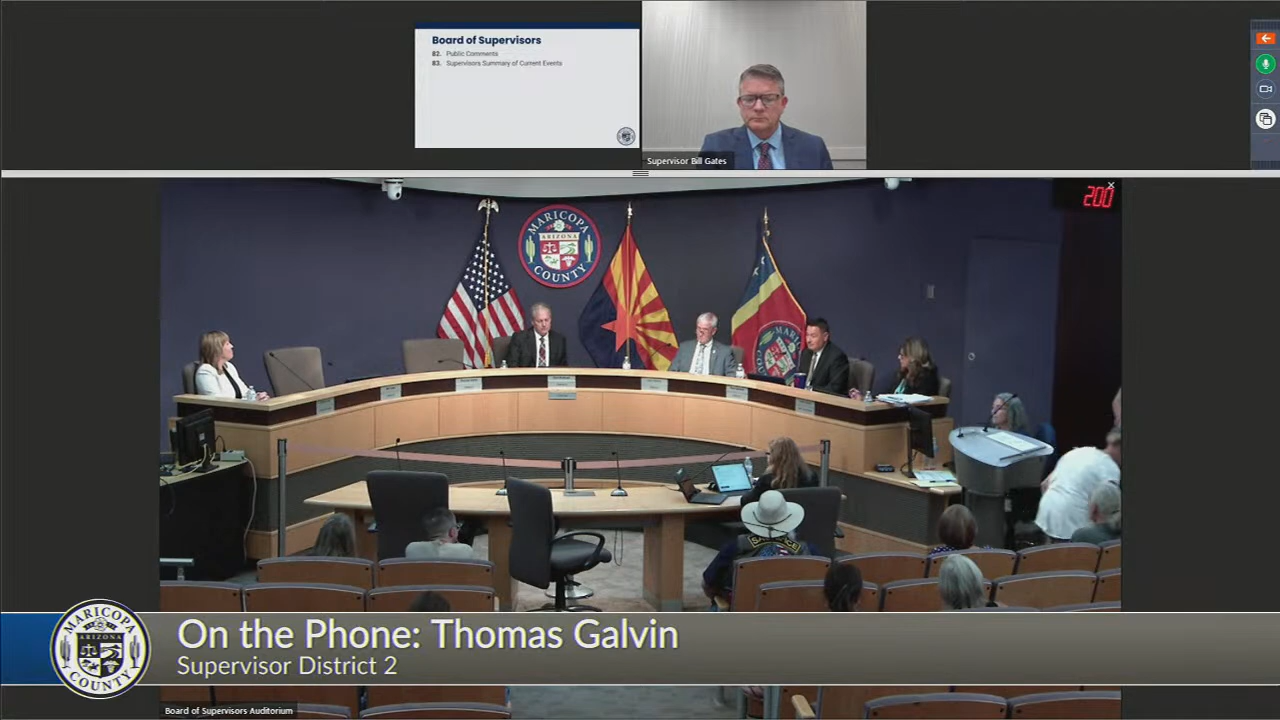 Board of Supervisors
82. Public Comments
83. Supervisors Summary of Current Events
Supervisor Bill Gates
200
MARICOPA
ARIZONA
COUNTY
On the Phone: Thomas Galvin
Supervisor District 2
MARICOPA
ARIZONA
COUNTY
Board of Supervisors Auditorium